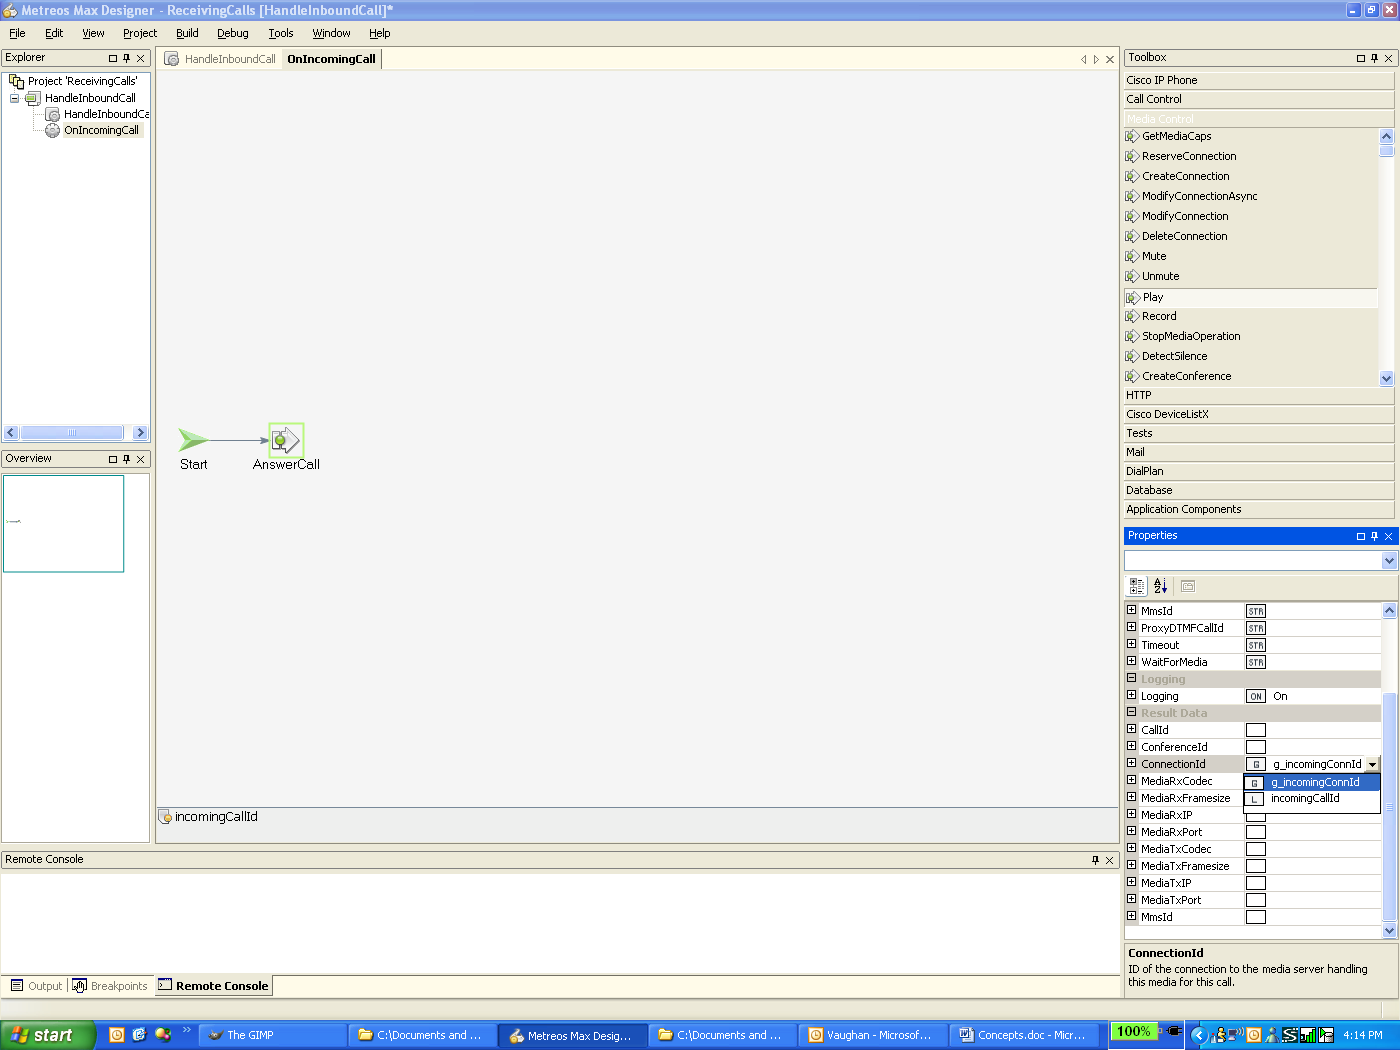 Metreos Max Designer - ReceivingCalls [HandleInboundCall]*
File Edit View Project Build Debug Tools Window Help
Explorer
Project 'ReceivingCalls'
HandleInboundCall
HandleInboundCa
OnIncomingCall
Overview
HandleInboundCall OnIncomingCall
Start
AnswerCall
incomingCallId
Toolbox
Cisco IP Phone
Call Control
Media Control
GetMediaCaps
ReserveConnection
CreateConnection
ModifyConnectionAsync
ModifyConnection
DeleteConnection
Mute
Unmute
Play
Record
StopMediaOperation
DetectSilence
CreateConference
HTTP
Cisco DeviceListX
Tests
Mail
DialPlan
Database
Application Components
Properties
MmsId STR
ProxyDTMFCallId STR
Timeout STR
WaitForMedia STR
Logging
Logging ON On
Result Data
CallId
ConferenceId
ConnectionId G g_incomingConnId
G g_incomingConnId
L incomingCallId
MediaRxCodec
MediaRxFramesize
MediaRxIP
MediaRxPort
MediaTxCodec
MediaTxFramesize
MediaTxIP
MediaTxPort
MmsId
ConnectionId
ID of the connection to the media server handling
this media for this call.
Remote Console
Output Breakpoints Remote Console
start The GIMP C:\Documents and ... Metreos Max Desig... C:\Documents and ... Vaughan - Microsof... Concepts.doc - Micr... 100% 4:14 PM